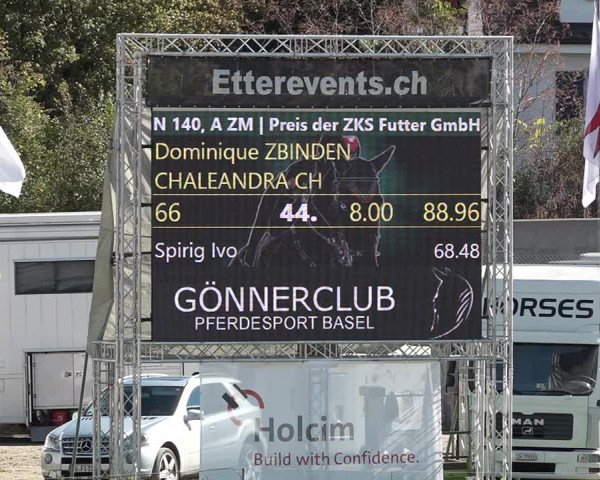 Etterevents.ch
N 140, A ZM | Preis der ZKS Futter GmbH
Dominique ZBINDEN
CHALEANDRA CH
66 44. 8.00 88.96
Spirig Ivo 68.48
GÖNNERCLUB
PFERDESPORT BASEL
HORSES
MAN
Holcim
Build with Confidence.